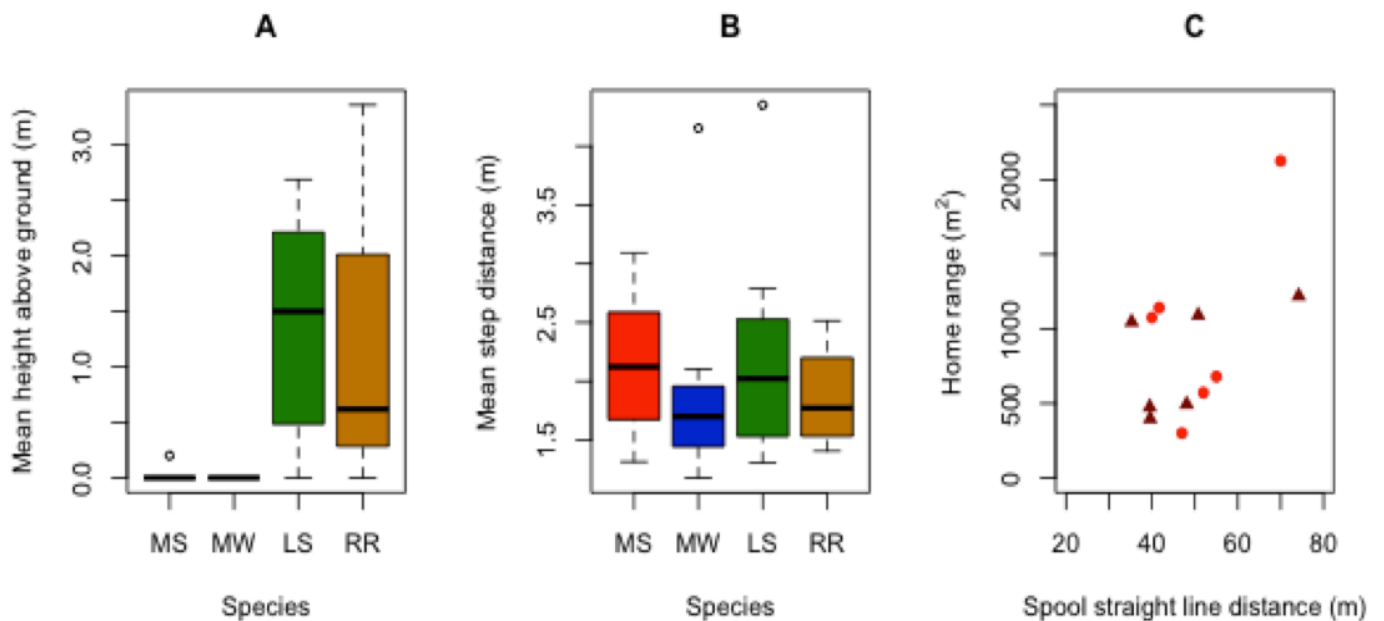 A
Mean height above ground (m)
3.0
2.0
1.0
0.0
MS MW LS RR
Species
B
Mean step distance (m)
3.5
2.5
1.5
MS MW LS RR
Species
C
Home range (m²)
2000
1000
500
0
20 40 60 80
Spool straight line distance (m)